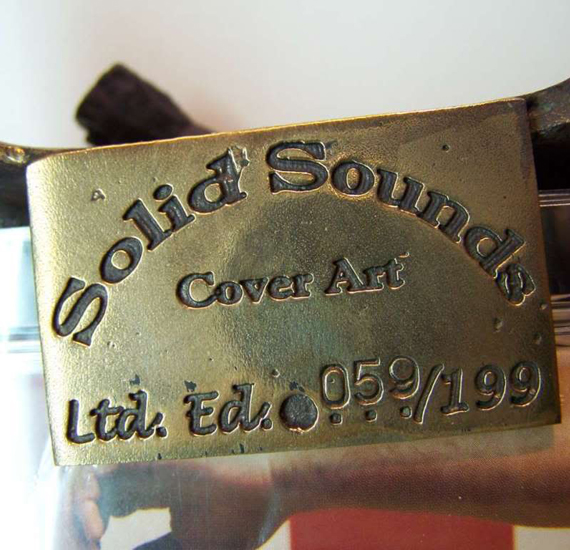 Solid Sounds
Cover Art
Ltd. Ed. 059/199